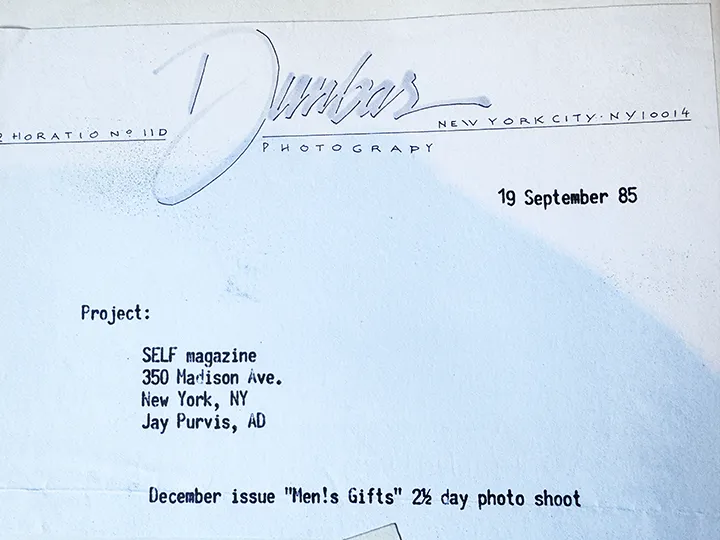 Dunbar
HORATIO Nº 11D
NEW YORK CITY · NY 10014
PHOTOGRAPY
19 September 85
Project:
SELF magazine
350 Madison Ave.
New York, NY
Jay Purvis, AD
December issue "Men!s Gifts" 2½ day photo shoot